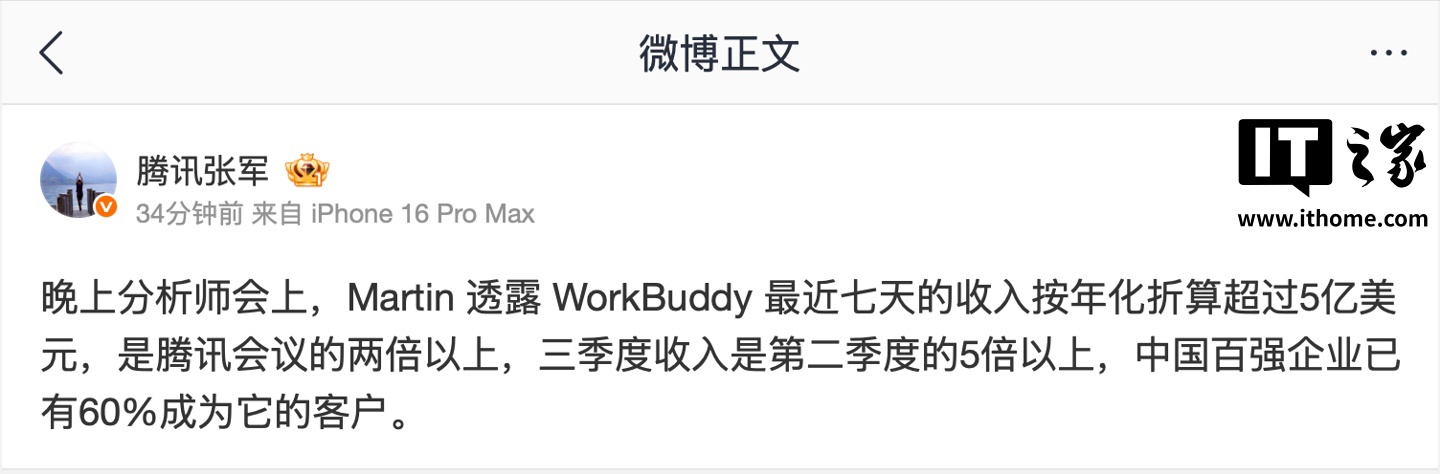 微博正文
IT之家
www.ithome.com
腾讯张军
34分钟前 来自 iPhone 16 Pro Max
晚上分析师会上，Martin 透露 WorkBuddy 最近七天的收入按年化折算超过5亿美
元，是腾讯会议的两倍以上，三季度收入是第二季度的5倍以上，中国百强企业已
有60%成为它的客户。